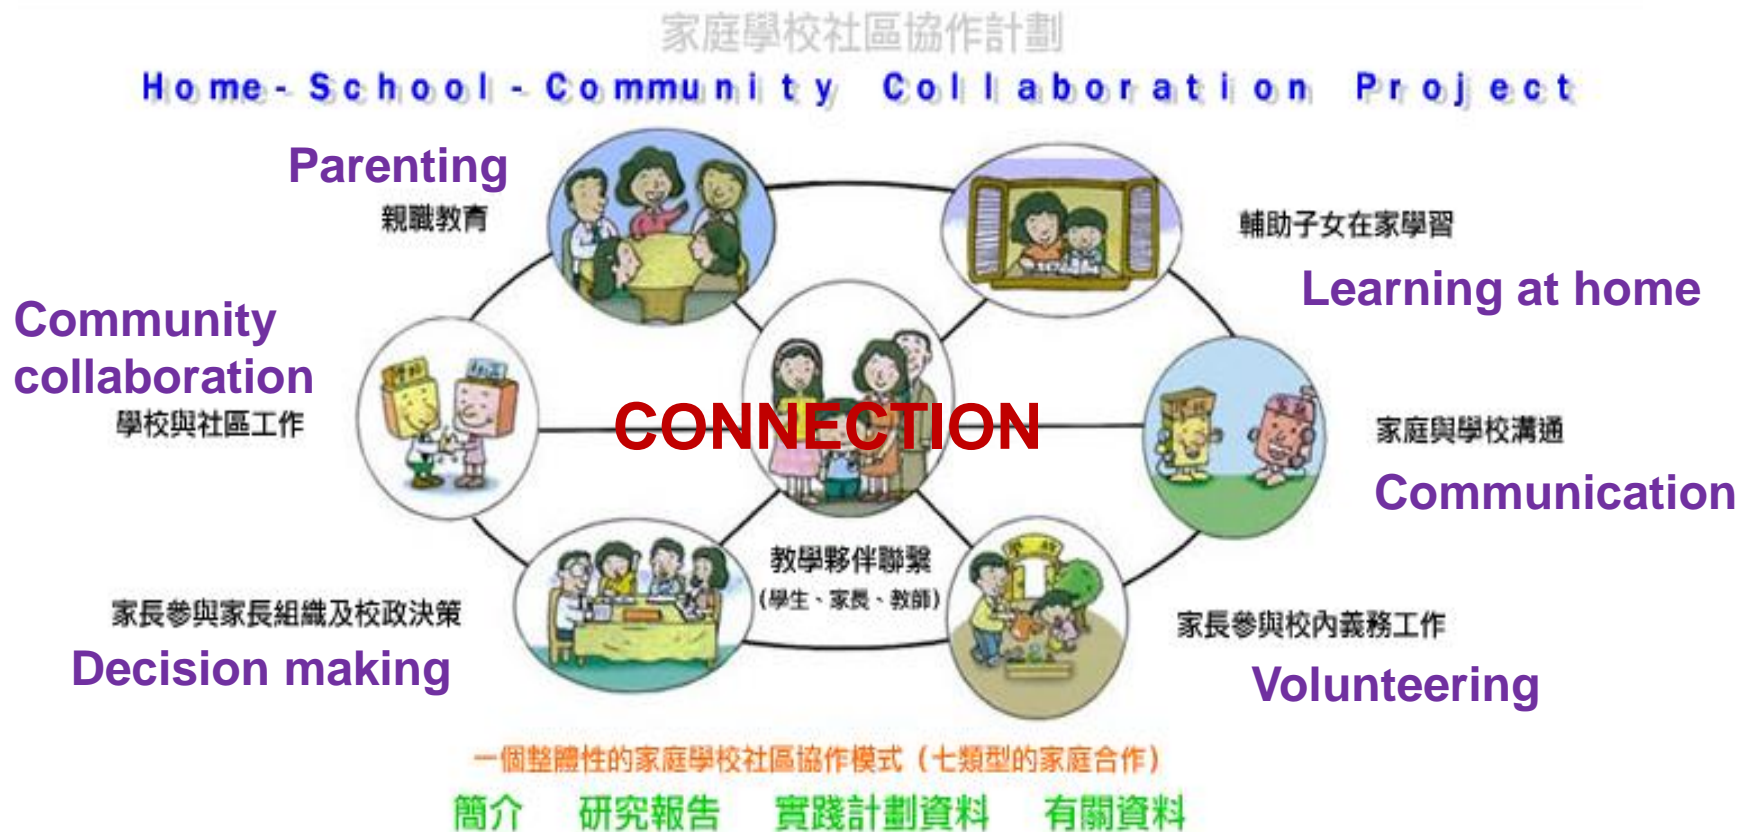 家庭學校社區協作計劃
Home-School-Community Collaboration Project
Parenting
親職教育
輔助子女在家學習
Learning at home
Community
collaboration
學校與社區工作
CONNECTION
家庭與學校溝通
Communication
教學夥伴聯繫
(學生、家長、教師)
家長參與家長組織及校政決策
Decision making
家長參與校內義務工作
Volunteering
一個整體性的家庭學校社區協作模式（七類型的家庭合作）
簡介 研究報告 實踐計劃資料 有關資料